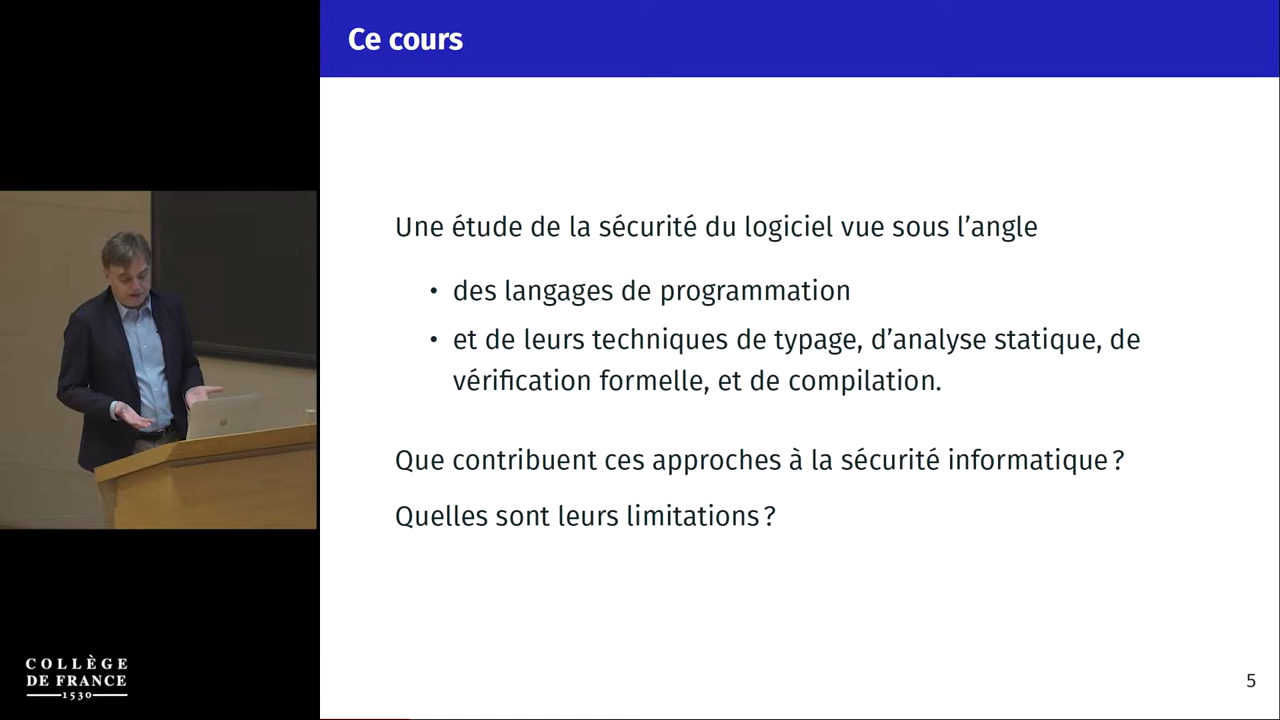 Ce cours
Une étude de la sécurité du logiciel vue sous l'angle
• des langages de programmation
• et de leurs techniques de typage, d'analyse statique, de
vérification formelle, et de compilation.
Que contribuent ces approches à la sécurité informatique ?
Quelles sont leurs limitations ?
COLLÈGE
DE FRANCE
1530
5